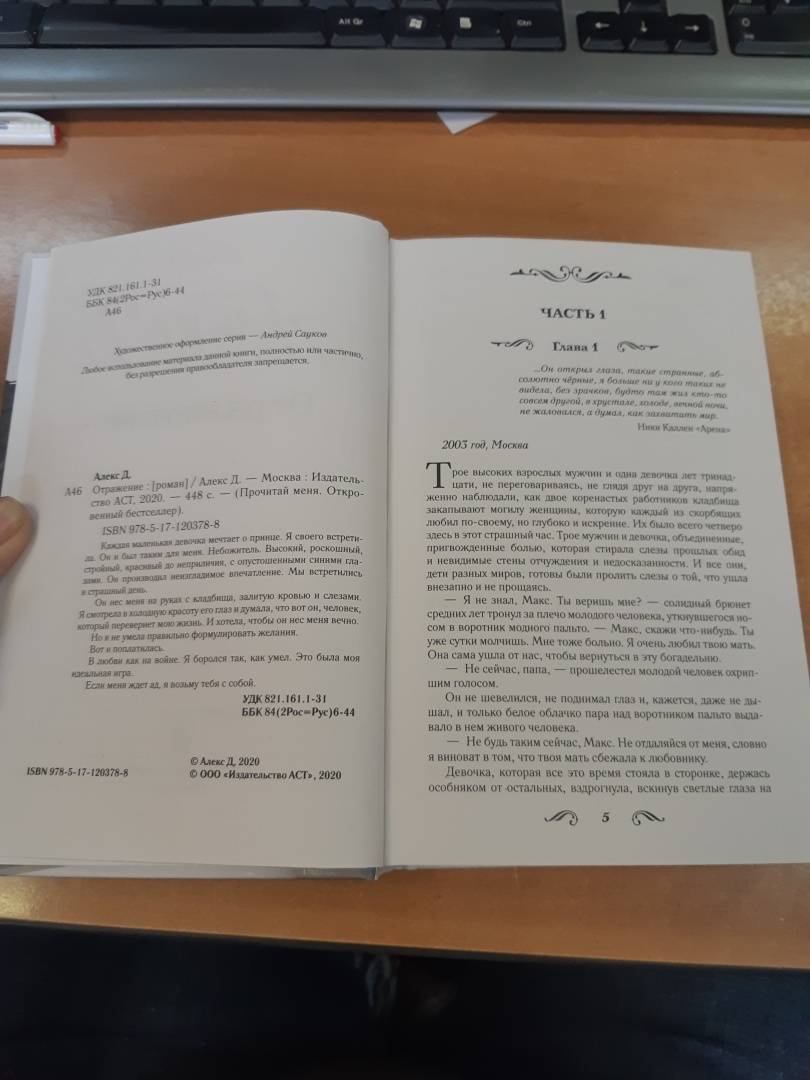 Alt Gr
Ctrl
УДК 821.161.1-31
ББК 84(2Рос=Рус)6-44
А46
Художественное оформление серии — Андрей Сауков
Любое использование материала данной книги, полностью или частично,
без разрешения правообладателя запрещается.
Алекс Д.
А46 Отражение : [роман] / Алекс Д. — Москва : Издатель-
ство АСТ, 2020. — 448 с. — (Прочитай меня. Откро-
венный бестселлер).
ISBN 978-5-17-120378-8
Каждая маленькая девочка мечтает о принце. Я своего встрети-
ла. Он и был таким для меня. Небожитель. Высокий, роскошный,
стройный, красивый до неприличия, с опустошенными синими гла-
зами. Он производил неизгладимое впечатление. Мы встретились
в страшный день.
Он нес меня на руках с кладбища, залитую кровью и слезами.
Я смотрела в холодную красоту его глаз и думала, что вот он, человек,
который перевернет мою жизнь. И хотела, чтобы он нес меня вечно.
Но я не умела правильно формулировать желания.
Вот и поплатилась.
В любви как на войне. Я боролся так, как умел. Это была моя
идеальная игра.
Если меня ждет ад, я возьму тебя с собой.
УДК 821.161.1-31
ББК 84(2Рос=Рус)6-44
© Алекс Д, 2020
ISBN 978-5-17-120378-8 © ООО «Издательство АСТ», 2020
ЧАСТЬ 1
Глава 1
...Он открыл глаза, такие странные, аб-
солютно чёрные, я больше ни у кого таких не
видела, без зрачков, будто там жил кто-то
совсем другой, в хрустале, холоде, вечной ночи,
не жаловался, а думал, как захватить мир.
Ники Каллен «Арена»
2003 год, Москва
Трое высоких взрослых мужчин и одна девочка лет тринад-
цати, не переговариваясь, не глядя друг на друга, напря-
женно наблюдали, как двое коренастых работников кладбища
закапывают могилу женщины, которую каждый из скорбящих
любил по-своему, но глубоко и искренне. Их было всего четверо
здесь в этот страшный час. Трое мужчин и девочка, объединенные,
пригвожденные болью, которая стирала слезы прошлых обид
и невидимые стены отчуждения и недосказанности. И все они,
дети разных миров, готовы были пролить слезы о той, что ушла
внезапно и не прощаясь.
— Я не знал, Макс. Ты веришь мне? — солидный брюнет
средних лет тронул за плечо молодого человека, уткнувшегося но-
сом в воротник модного пальто. — Макс, скажи что-нибудь. Ты
уже сутки молчишь. Мне тоже больно. Я очень любил твою мать.
Она сама ушла от нас, чтобы вернуться в эту богадельню.
— Не сейчас, папа, — прошелестел молодой человек охрип-
шим голосом.
Он не шевелился, не поднимал глаз и, кажется, даже не ды-
шал, и только белое облачко пара над воротником пальто выда-
вало в нем живого человека.
— Не будь таким сейчас, Макс. Не отдаляйся от меня, словно
я виноват в том, что твоя мать сбежала к любовнику.
Девочка, которая все это время стояла в сторонке, держась
особняком от остальных, вздрогнула, вскинув светлые глаза на
5